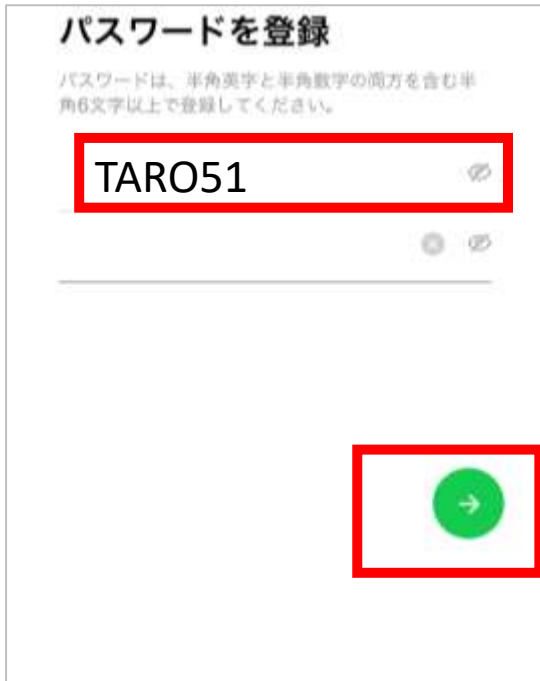 パスワードを登録
パスワードは、半角英字と半角数字の両方を含む半
角6文字以上で登録してください。
TARO51